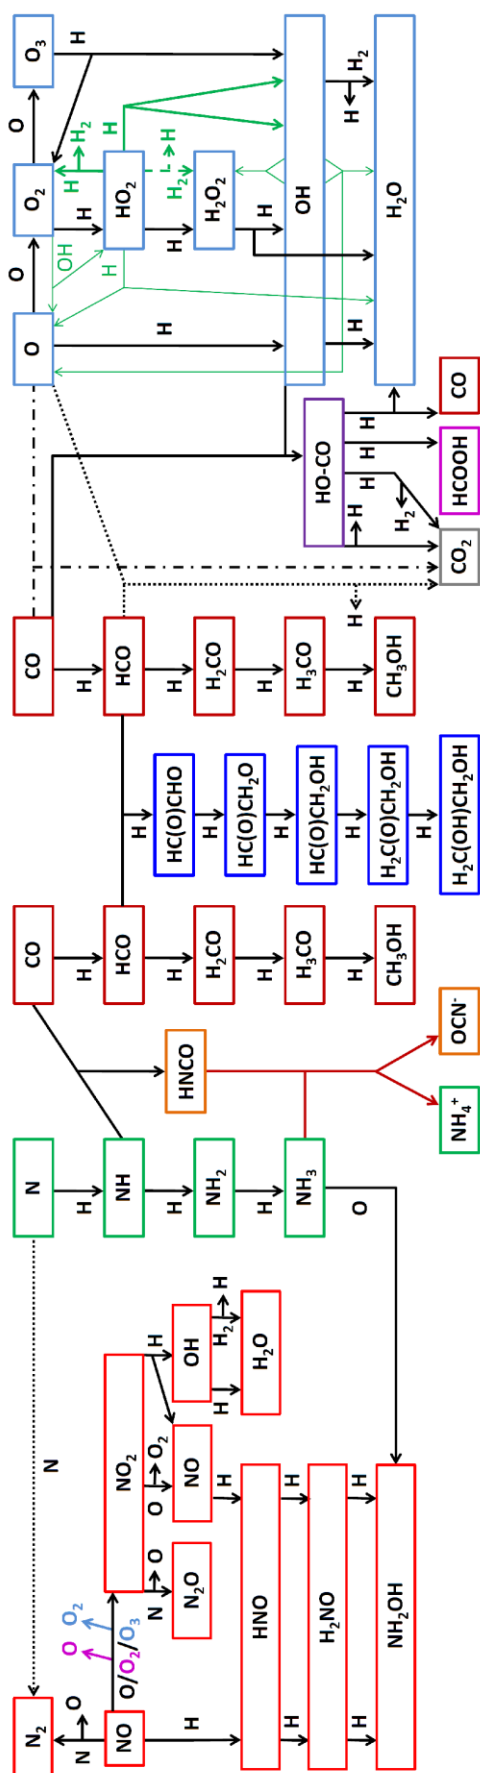 O O
N₂ N CO CO O O₂ O₃
N O N
O O₂ OH H H₂ H
NO O/O₂/O₃ H H H H H H
NO₂ NH HCO HCO HO₂
H N O O O₂ H H H H H H H₂ H
N₂O NO OH HNCO HC(O)CHO H
H H H H₂O₂
H H H₂ H NH₂ H₂CO H₂CO
HC(O)CH₂O
HNO H₂O H H H H H
NH₃ H₃CO H₃CO OH
HC(O)CH₂OH HO-CO
H₂NO H H H H H
H H O H H H H H H H H₂
NH₂OH CH₃OH H₂C(O)CH₂OH CH₃OH H₂ H₂O
H
NH₄⁺ OCN⁻ H₂C(OH)CH₂OH CO₂ HCOOH CO